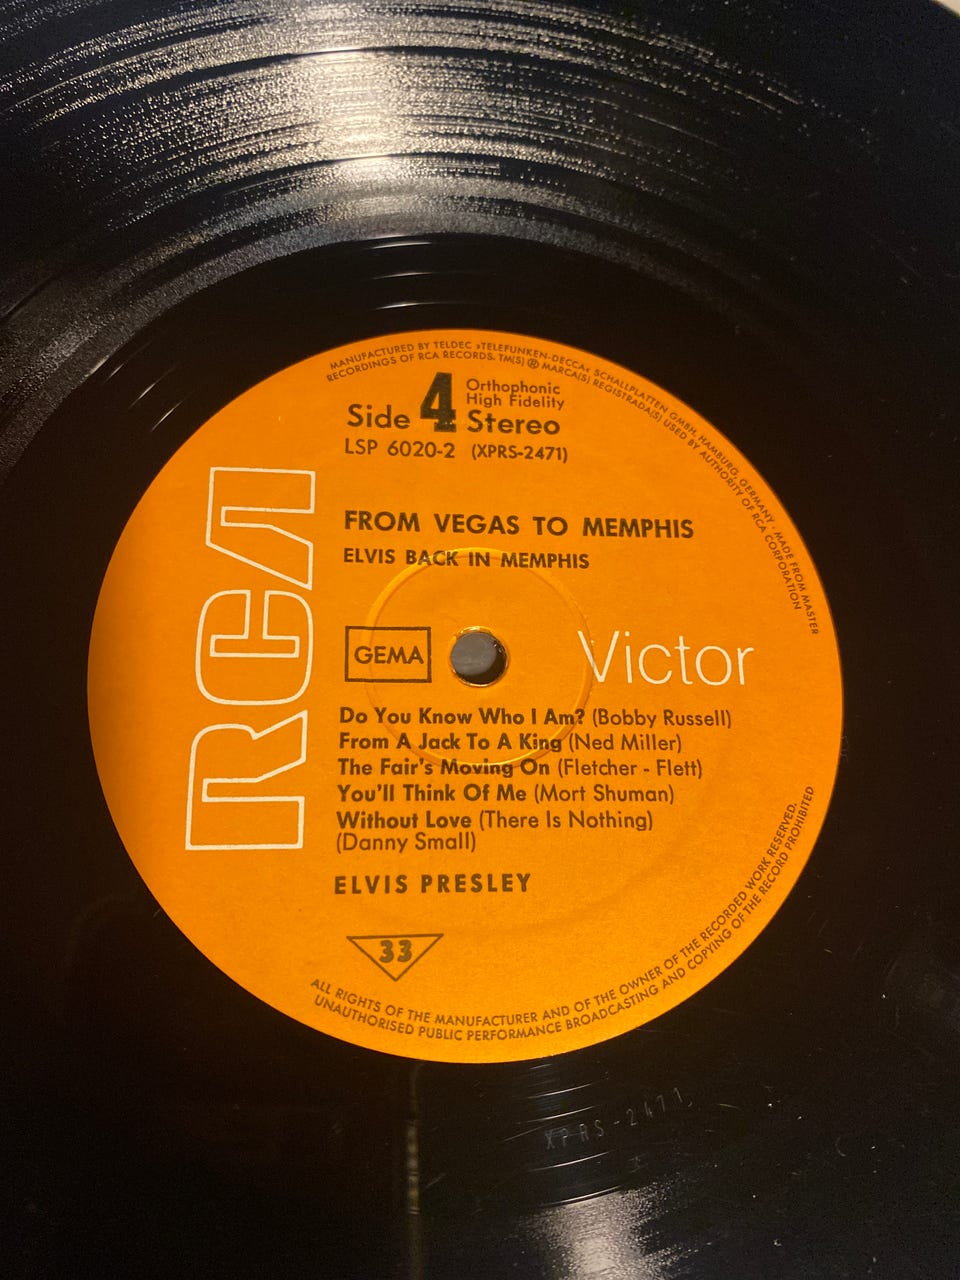 MANUFACTURED BY TELDEC »TELEFUNKEN-DECCA« SCHALLPLATTEN GMBH, HAMBURG, GERMANY · MADE FROM MASTER
RECORDINGS OF RCA RECORDS. TM(S) ® MARCA(S) REGISTRADA(S) USED BY AUTHORITY OF RCA CORPORATION
Side 4 Orthophonic
High Fidelity
Stereo
LSP 6020-2 (XPRS-2471)
RCA
FROM VEGAS TO MEMPHIS
ELVIS BACK IN MEMPHIS
GEMA
Victor
Do You Know Who I Am? (Bobby Russell)
From A Jack To A King (Ned Miller)
The Fair's Moving On (Fletcher - Flett)
You'll Think Of Me (Mort Shuman)
Without Love (There Is Nothing)
(Danny Small)
ELVIS PRESLEY
33
ALL RIGHTS OF THE MANUFACTURER AND OF THE OWNER OF THE RECORDED WORK RESERVED.
UNAUTHORISED PUBLIC PERFORMANCE BROADCASTING AND COPYING OF THE RECORD PROHIBITED
XPRS-2471